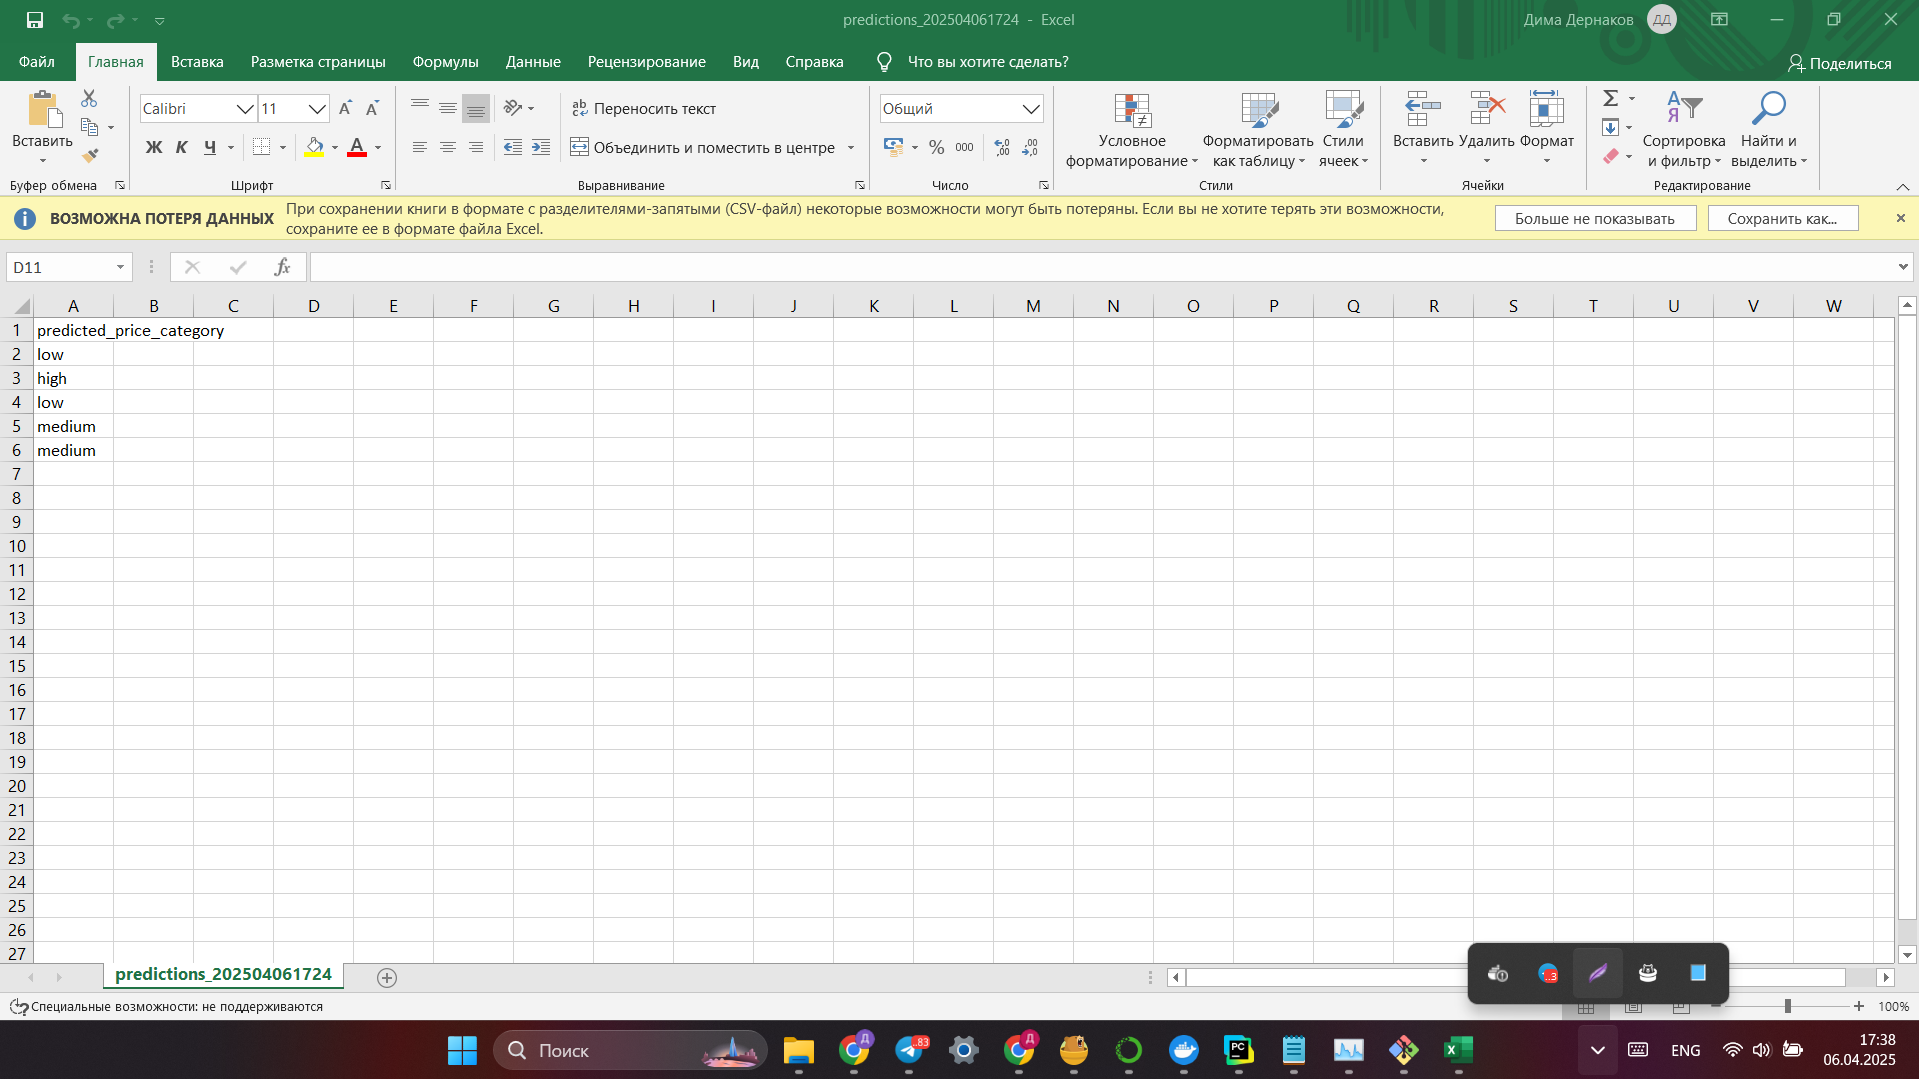 predictions_202504061724 - Excel
Дима Дернаков
ДД
Файл
Главная
Вставка
Разметка страницы
Формулы
Данные
Рецензирование
Вид
Справка
Что вы хотите сделать?
Поделиться
Вставить
Буфер обмена
Calibri
11
Ж К Ч
Шрифт
Переносить текст
Объединить и поместить в центре
Выравнивание
Общий
% 000
Число
Условное
форматирование
Форматировать
как таблицу
Стили
ячеек
Стили
Вставить
Удалить
Формат
Ячейки
Сортировка
и фильтр
Найти и
выделить
Редактирование
ВОЗМОЖНА ПОТЕРЯ ДАННЫХ
При сохранении книги в формате с разделителями-запятыми (CSV-файл) некоторые возможности могут быть потеряны. Если вы не хотите терять эти возможности,
сохраните ее в формате файла Excel.
Больше не показывать
Сохранить как...
D11
fx
A B C D E F G H I J K L M N O P Q R S T U V W
1 predicted_price_category
2 low
3 high
4 low
5 medium
6 medium
7
8
9
10
11
12
13
14
15
16
17
18
19
20
21
22
23
24
25
26
27
predictions_202504061724
Специальные возможности: не поддерживаются
100%
Поиск
Д
..83
Д
PC
ENG
17:38
06.04.2025